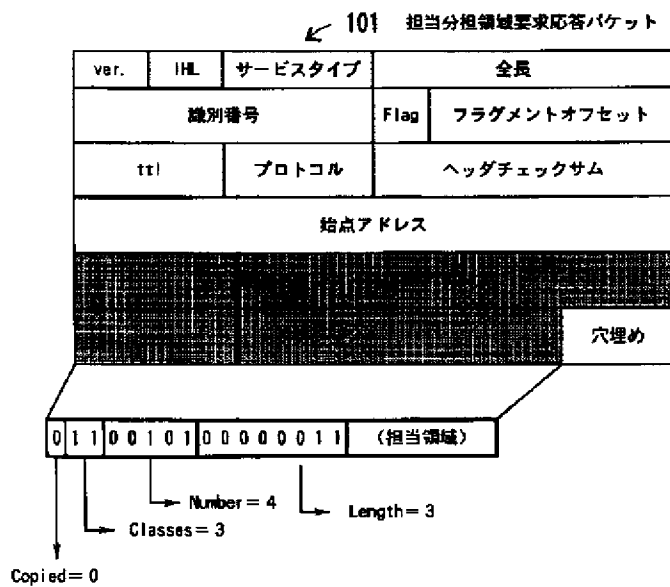 101 担当分担領域要求応答パケット
ver. IHL サービスタイプ 全長
識別番号 Flag フラグメントオフセット
ttl プロトコル ヘッダチェックサム
始点アドレス
穴埋め
0 1 1 0 0 1 0 1 0 0 0 0 0 0 1 1 (担当領域)
Number= 4
Length= 3
Classes= 3
Copied= 0